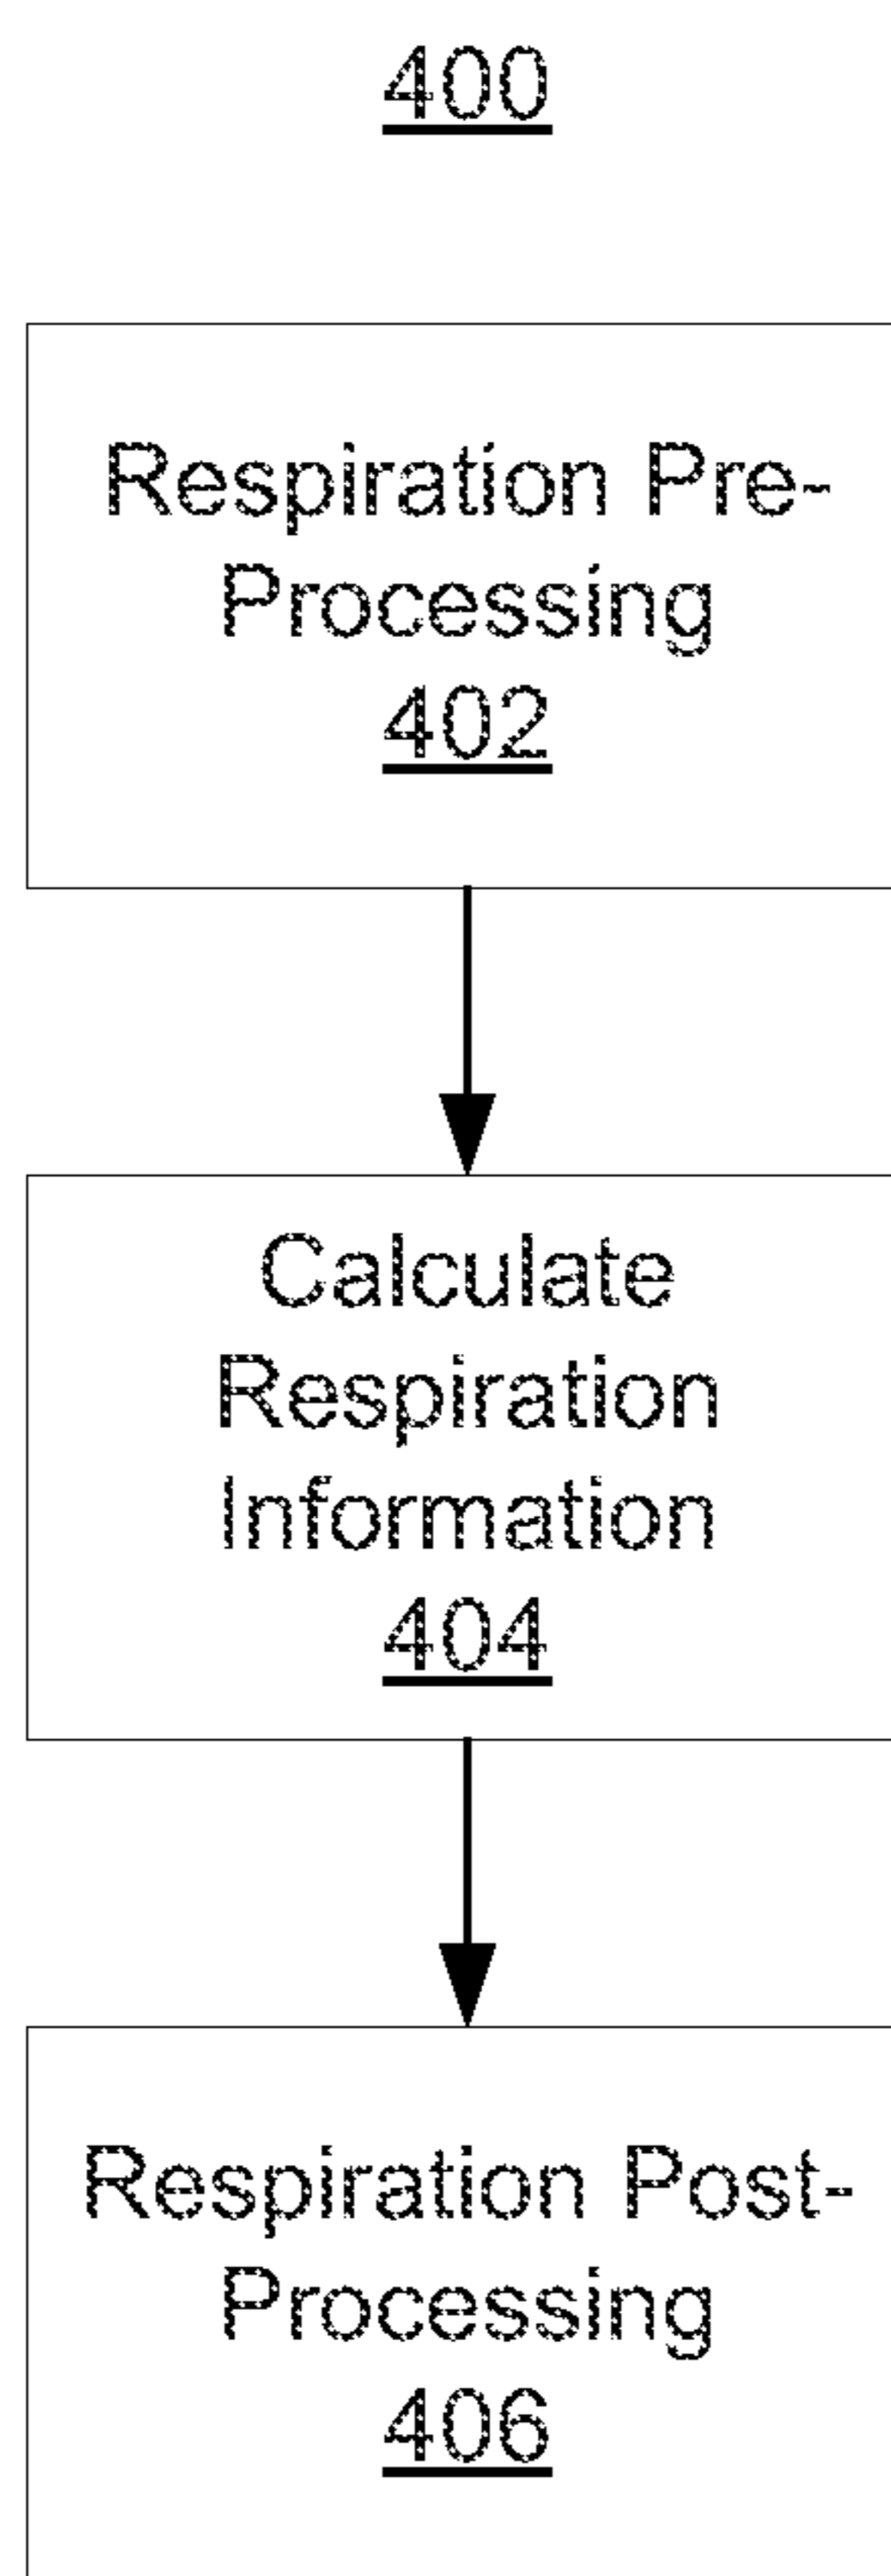 400
Respiration Pre-
Processing
402
Calculate
Respiration
Information
404
Respiration Post-
Processing
406